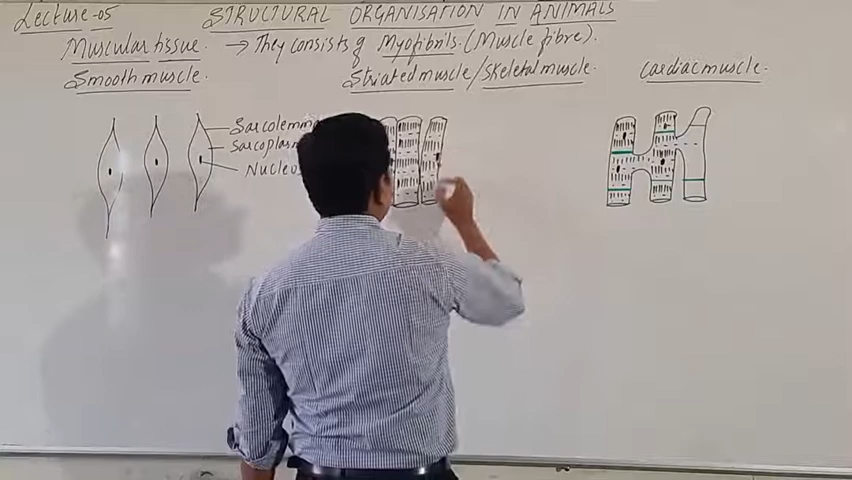 Lecture-05 STRUCTURAL ORGANISATION IN ANIMALS
Muscular tissue. → They consists of Myofibrils. (Muscle fibre).
Smooth muscle. Striated muscle/skeletal muscle. cardiac muscle.
Sarcolemma
Sarcoplas
Nucleus